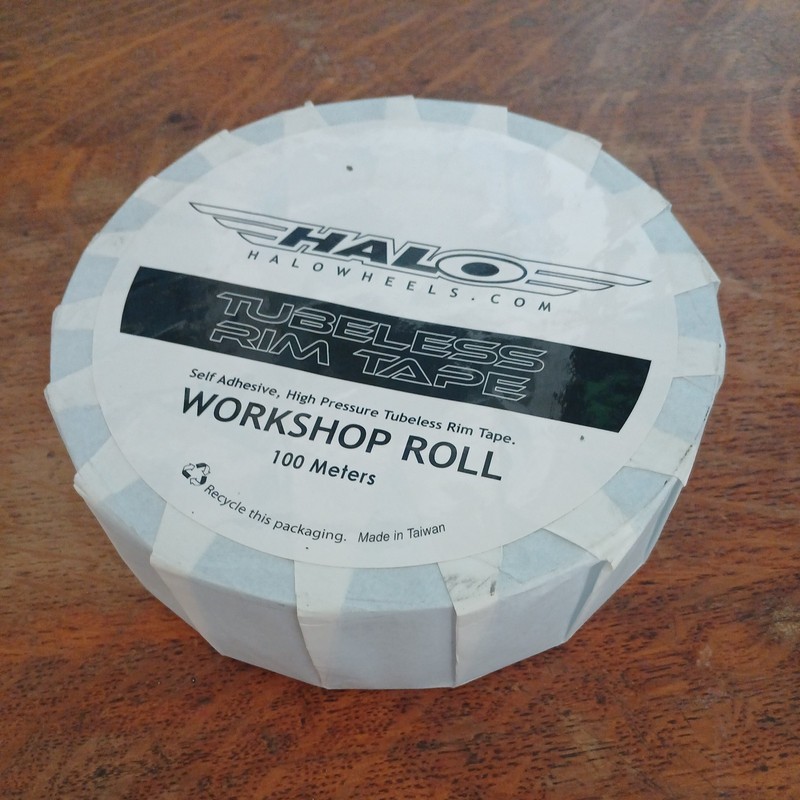 HALO
HALOWHEELS.COM
TUBELESS
RIM TAPE
Self Adhesive, High Pressure Tubeless Rim Tape.
WORKSHOP ROLL
100 Meters
Recycle this packaging. Made in Taiwan